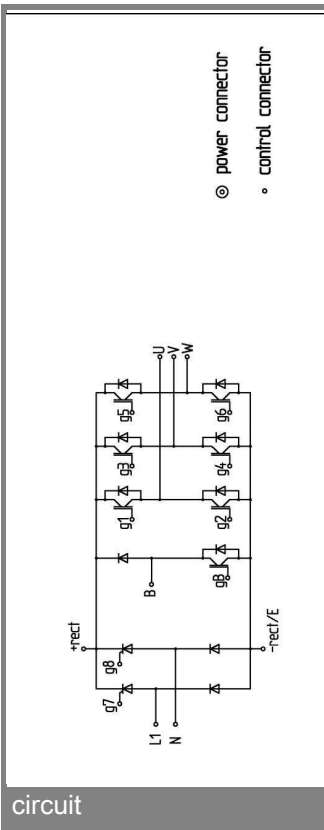 power connector
control connector
U
V
W
g5
g6
g3
g4
g1
g2
B
gB
+rect
-rect/E
g8
g7
L1
N
circuit